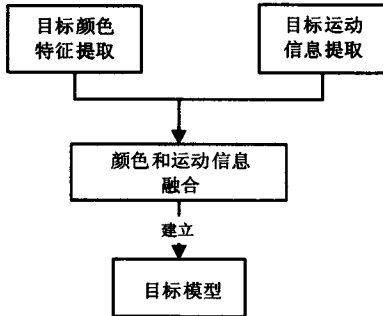 目标颜色
特征提取
目标运动
信息提取
颜色和运动信息
融合
建立
目标模型